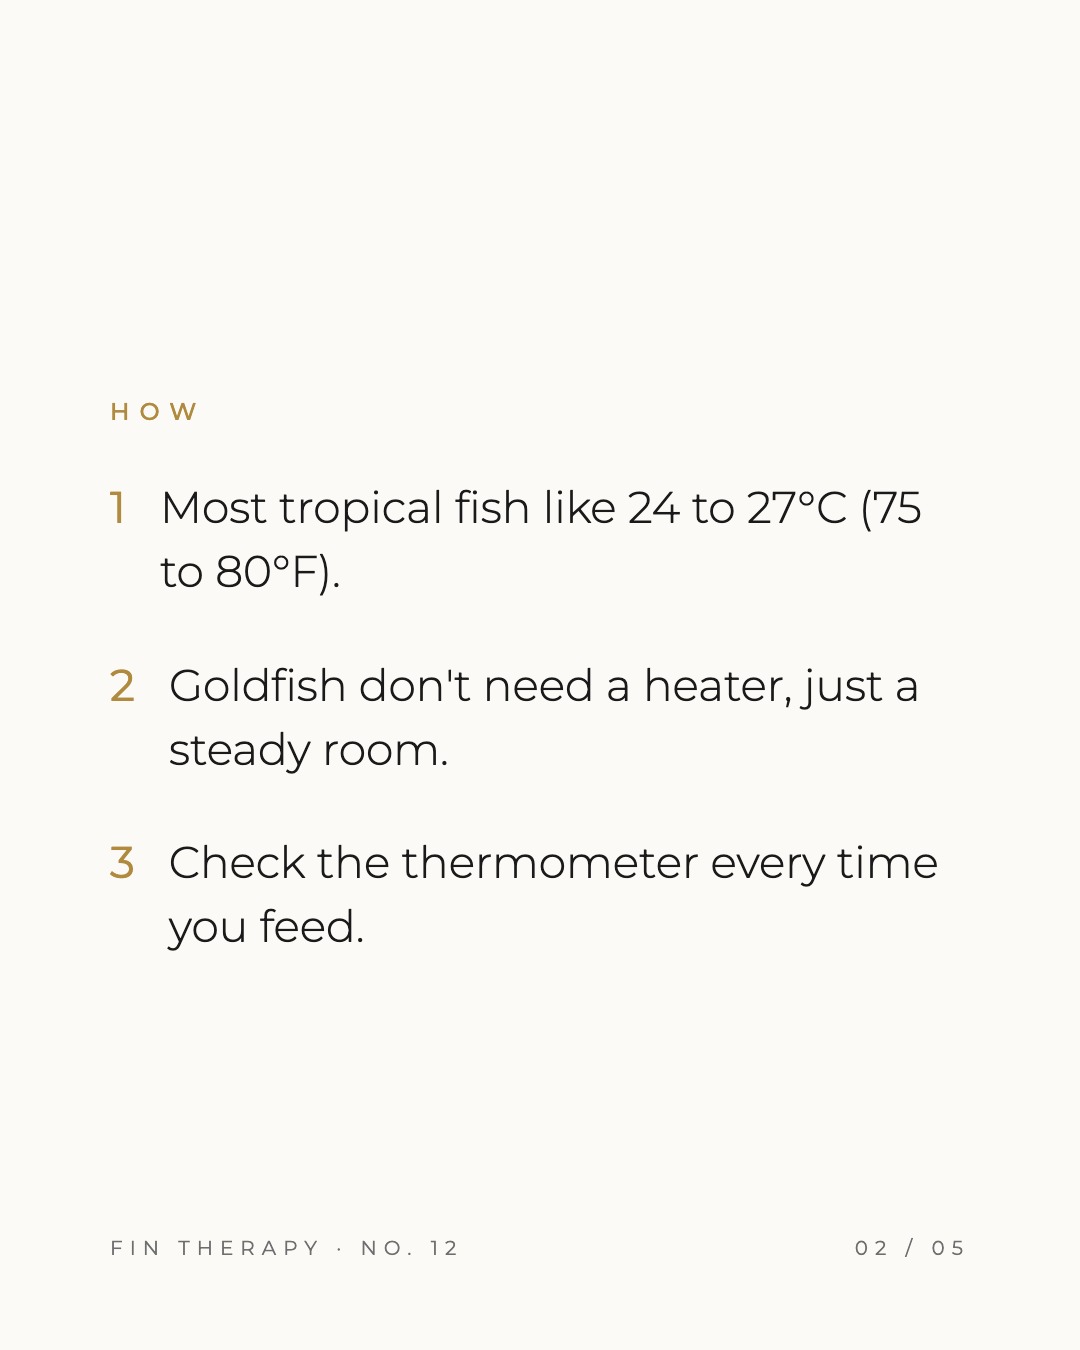 HOW
1 Most tropical fish like 24 to 27°C (75
to 80°F).
2 Goldfish don't need a heater, just a
steady room.
3 Check the thermometer every time
you feed.
FIN THERAPY · NO. 12
02 / 05